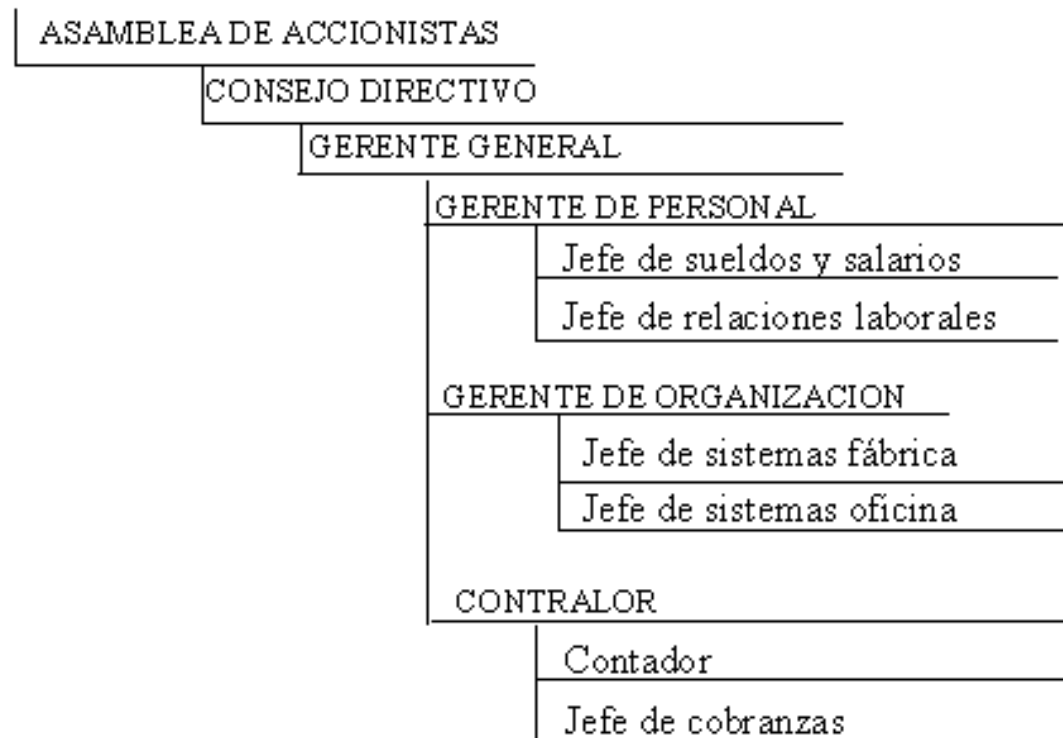 ASAMBLEA DE ACCIONISTAS
CONSEJO DIRECTIVO
GERENTE GENERAL
GERENTE DE PERSONAL
Jefe de sueldos y salarios
Jefe de relaciones laborales
GERENTE DE ORGANIZACION
Jefe de sistemas fábrica
Jefe de sistemas oficina
CONTRALOR
Contador
Jefe de cobranzas